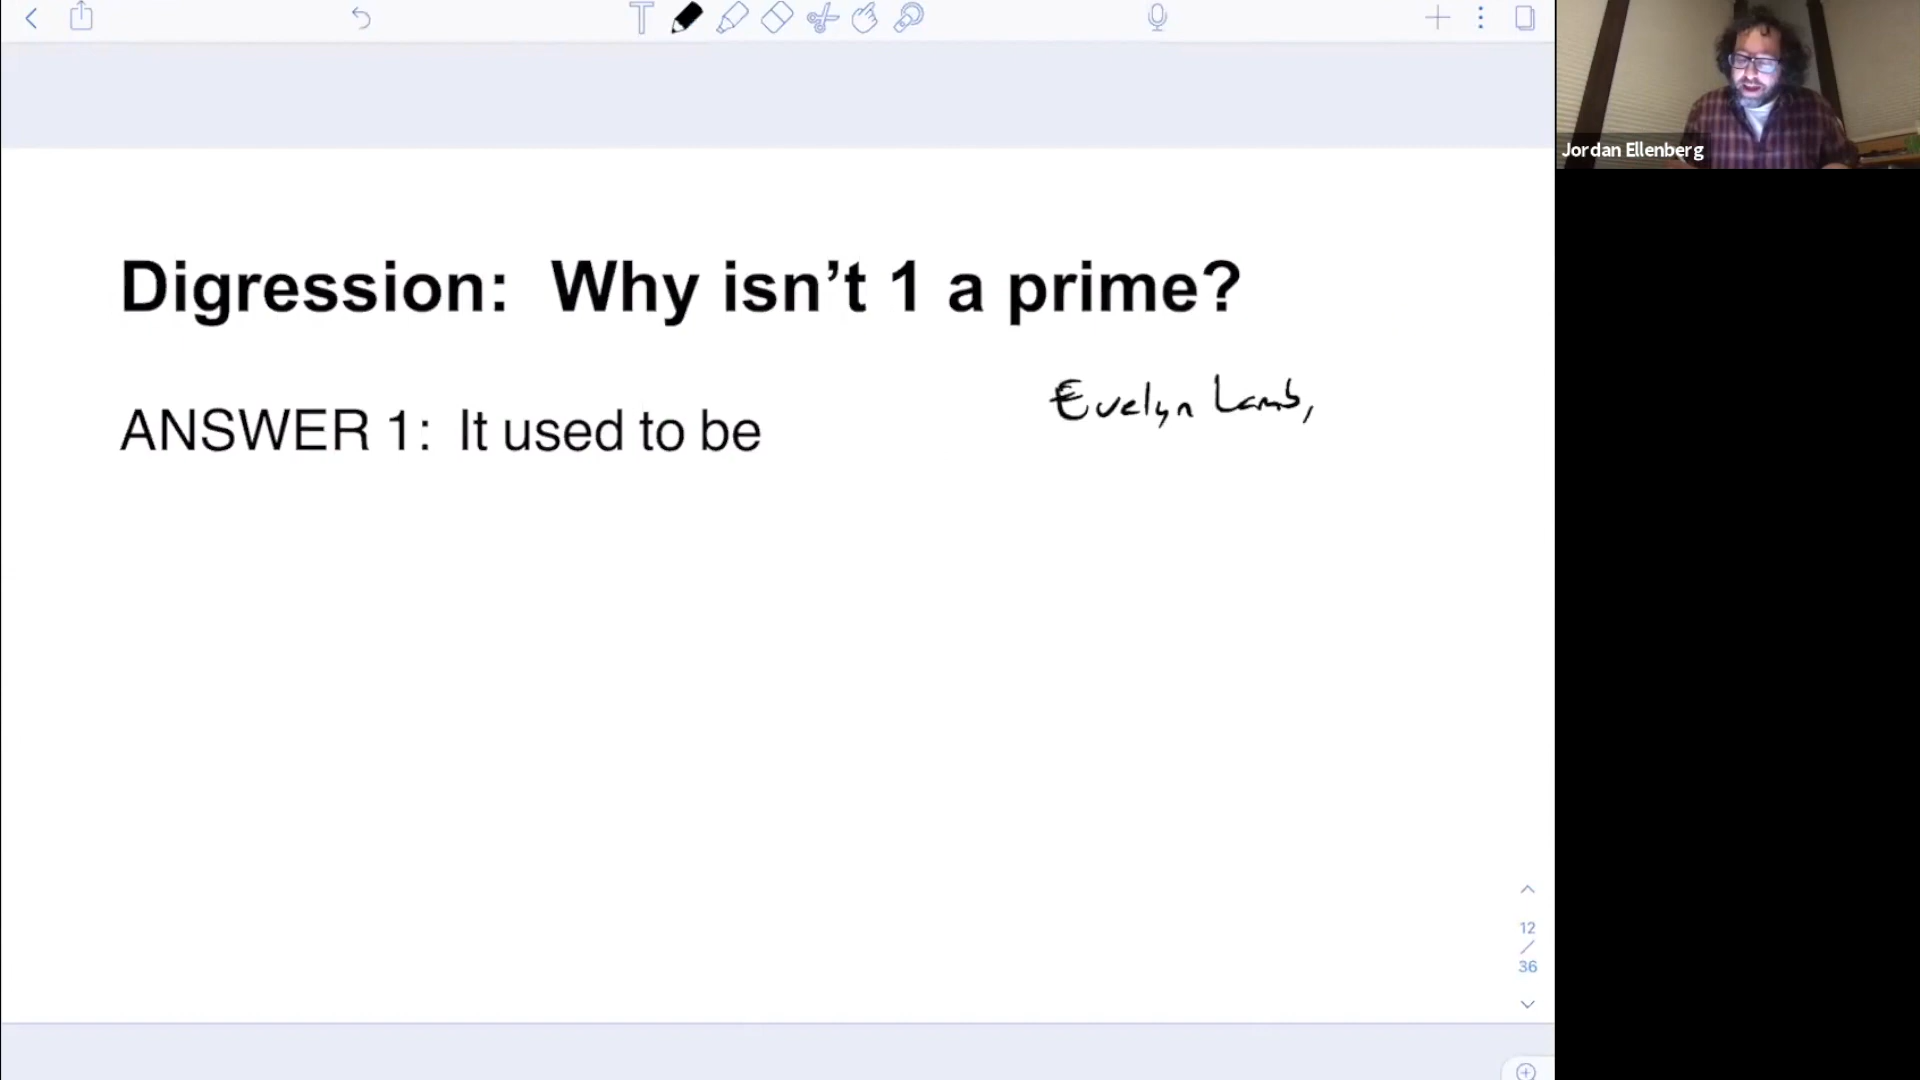 Jordan Ellenberg
Digression: Why isn’t 1 a prime?
Evelyn Lamb,
ANSWER 1: It used to be
12
/
36